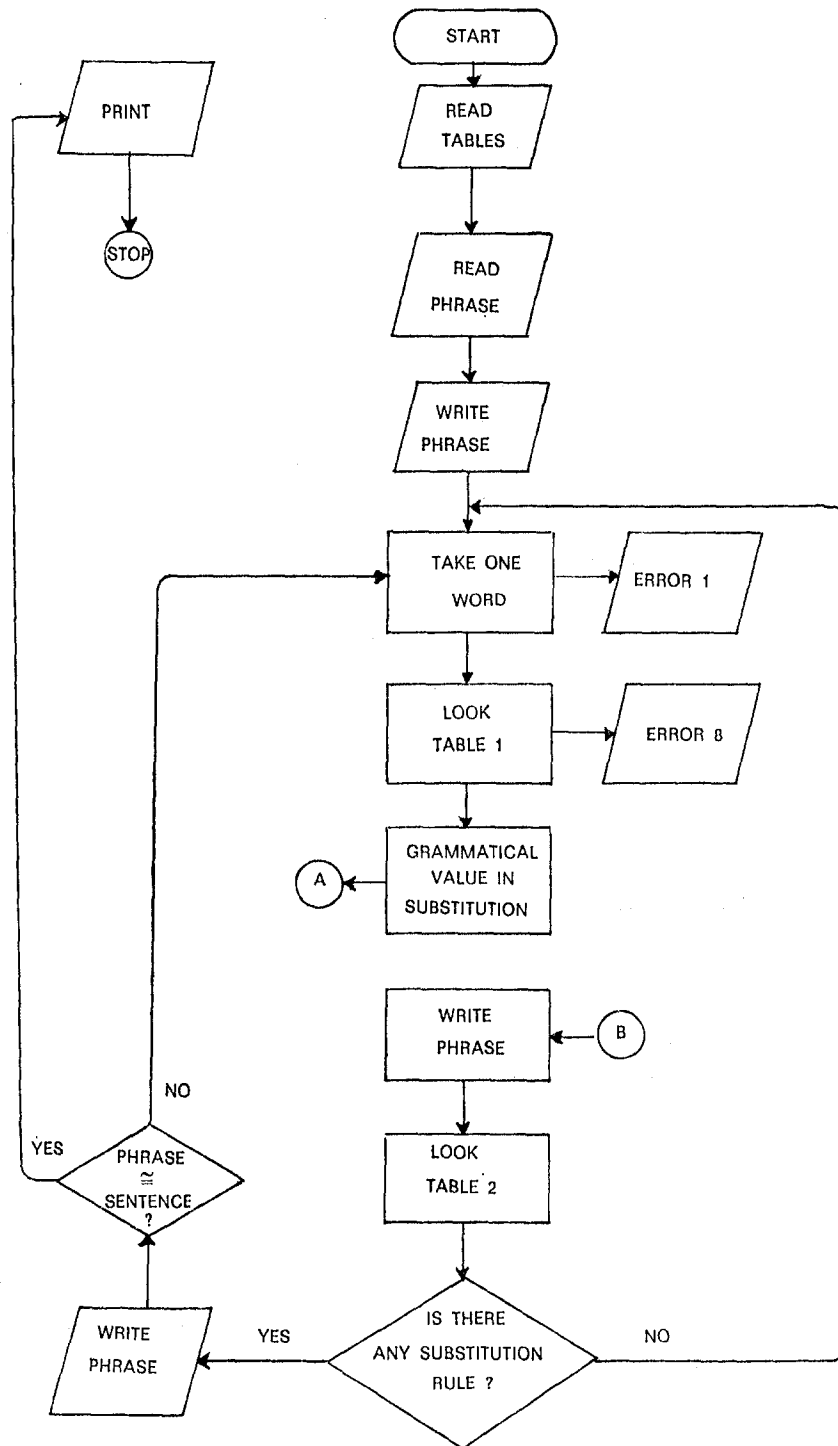 START
PRINT
READ
TABLES
STOP
READ
PHRASE
WRITE
PHRASE
TAKE ONE
WORD
ERROR 1
LOOK
TABLE 1
ERROR 8
GRAMMATICAL
VALUE IN
SUBSTITUTION
A
WRITE
PHRASE
B
NO
YES
PHRASE
≅
SENTENCE
?
LOOK
TABLE 2
IS THERE
ANY SUBSTITUTION
RULE ?
YES
NO
WRITE
PHRASE